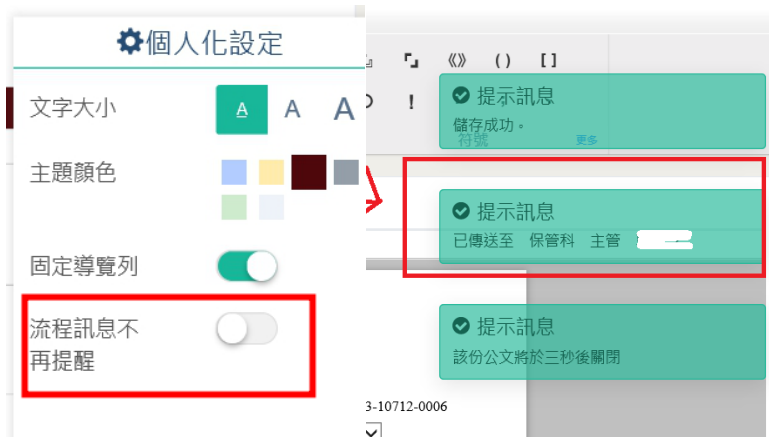 個人化設定
文字大小
A A A
主題顏色
固定導覽列
流程訊息不
再提醒
《》 ( ) [ ]
!
提示訊息
儲存成功。
符號 更多
提示訊息
已傳送至 保管科 主管
提示訊息
該份公文將於三秒後關閉
3-10712-0006